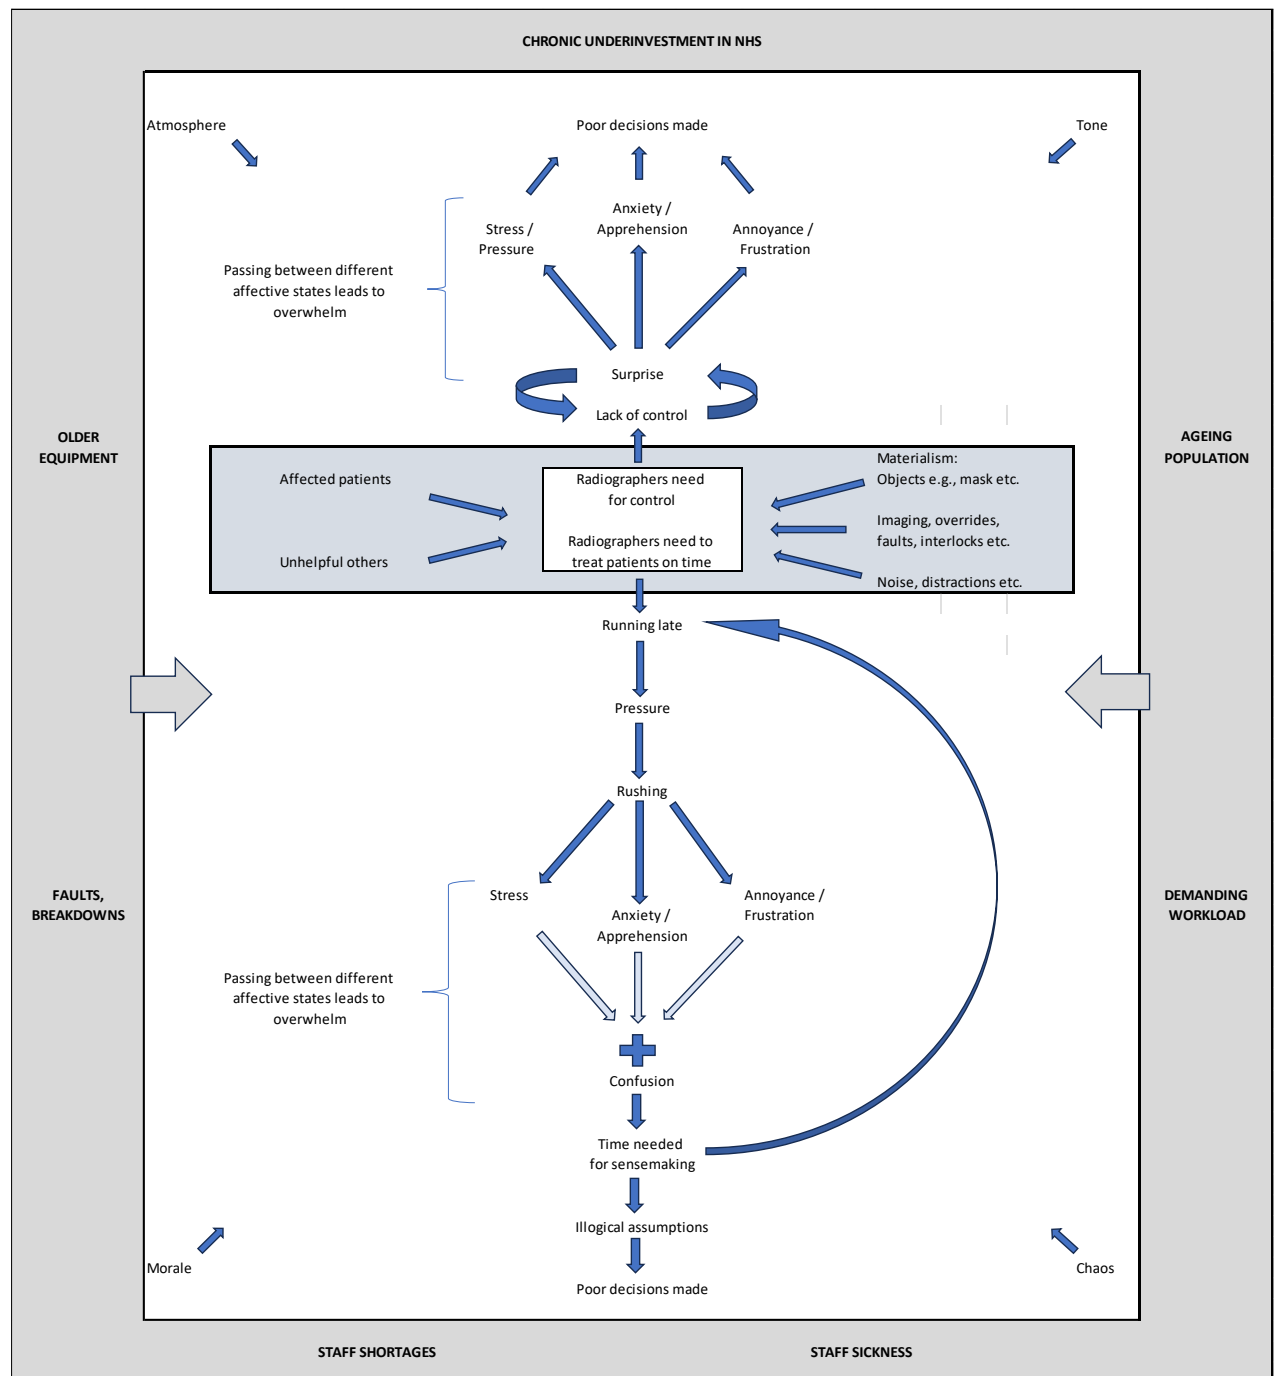 CHRONIC UNDERINVESTMENT IN NHS
Atmosphere
Poor decisions made
Tone
Stress /
Pressure
Anxiety /
Apprehension
Annoyance /
Frustration
Passing between different
affective states leads to
overwhelm
Surprise
Lack of control
OLDER
EQUIPMENT
AGEING
POPULATION
Affected patients
Unhelpful others
Radiographers need
for control
Radiographers need to
treat patients on time
Materialism:
Objects e.g., mask etc.
Imaging, overrides,
faults, interlocks etc.
Noise, distractions etc.
Running late
Pressure
Rushing
FAULTS,
BREAKDOWNS
DEMANDING
WORKLOAD
Stress
Anxiety /
Apprehension
Annoyance /
Frustration
Passing between different
affective states leads to
overwhelm
Confusion
Time needed
for sensemaking
Illogical assumptions
Morale
Chaos
Poor decisions made
STAFF SHORTAGES
STAFF SICKNESS